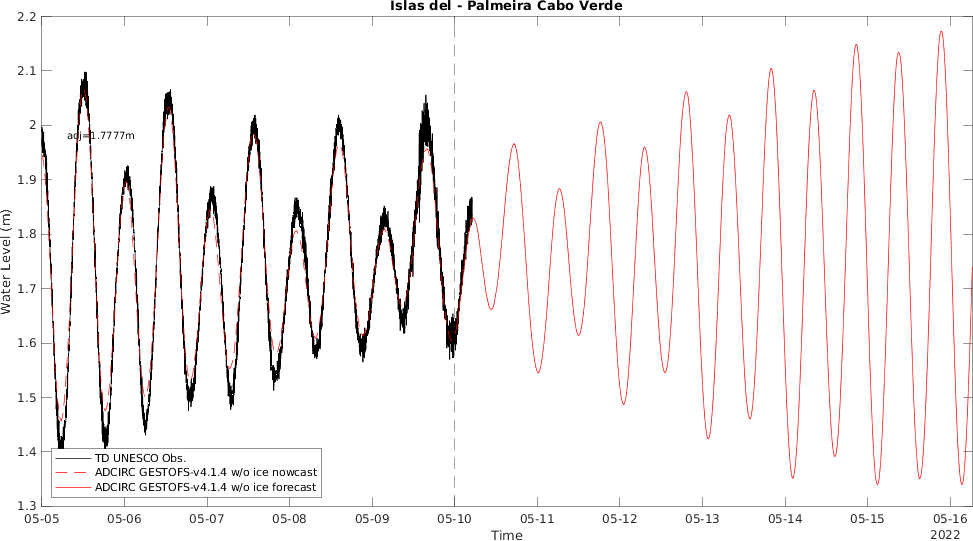 Islas del - Palmeira Cabo Verde
2.2
2.1
2
1.9
1.8
1.7
1.6
1.5
1.4
1.3
Water Level (m)
adj=1.7777m
TD UNESCO Obs.
ADCIRC GESTOFS-v4.1.4 w/o ice nowcast
ADCIRC GESTOFS-v4.1.4 w/o ice forecast
05-05 05-06 05-07 05-08 05-09 05-10 05-11 05-12 05-13 05-14 05-15 05-16
Time
2022